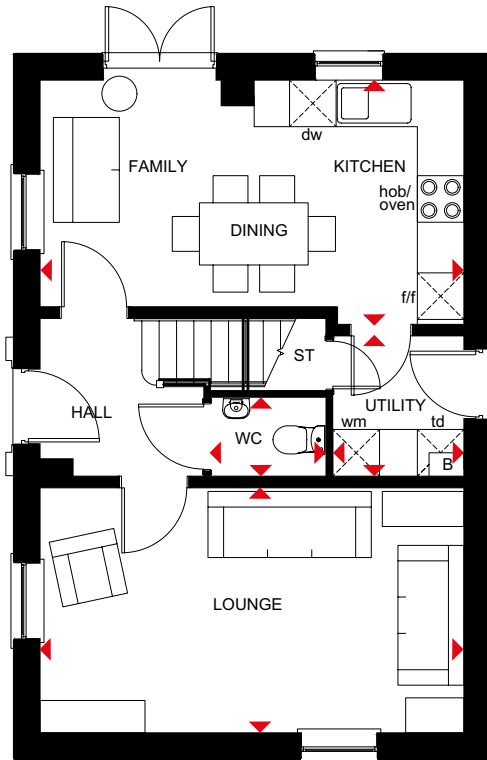 dw
FAMILY
KITCHEN
hob/
oven
DINING
f/f
ST
HALL
UTILITY
WC
wm
td
B
LOUNGE